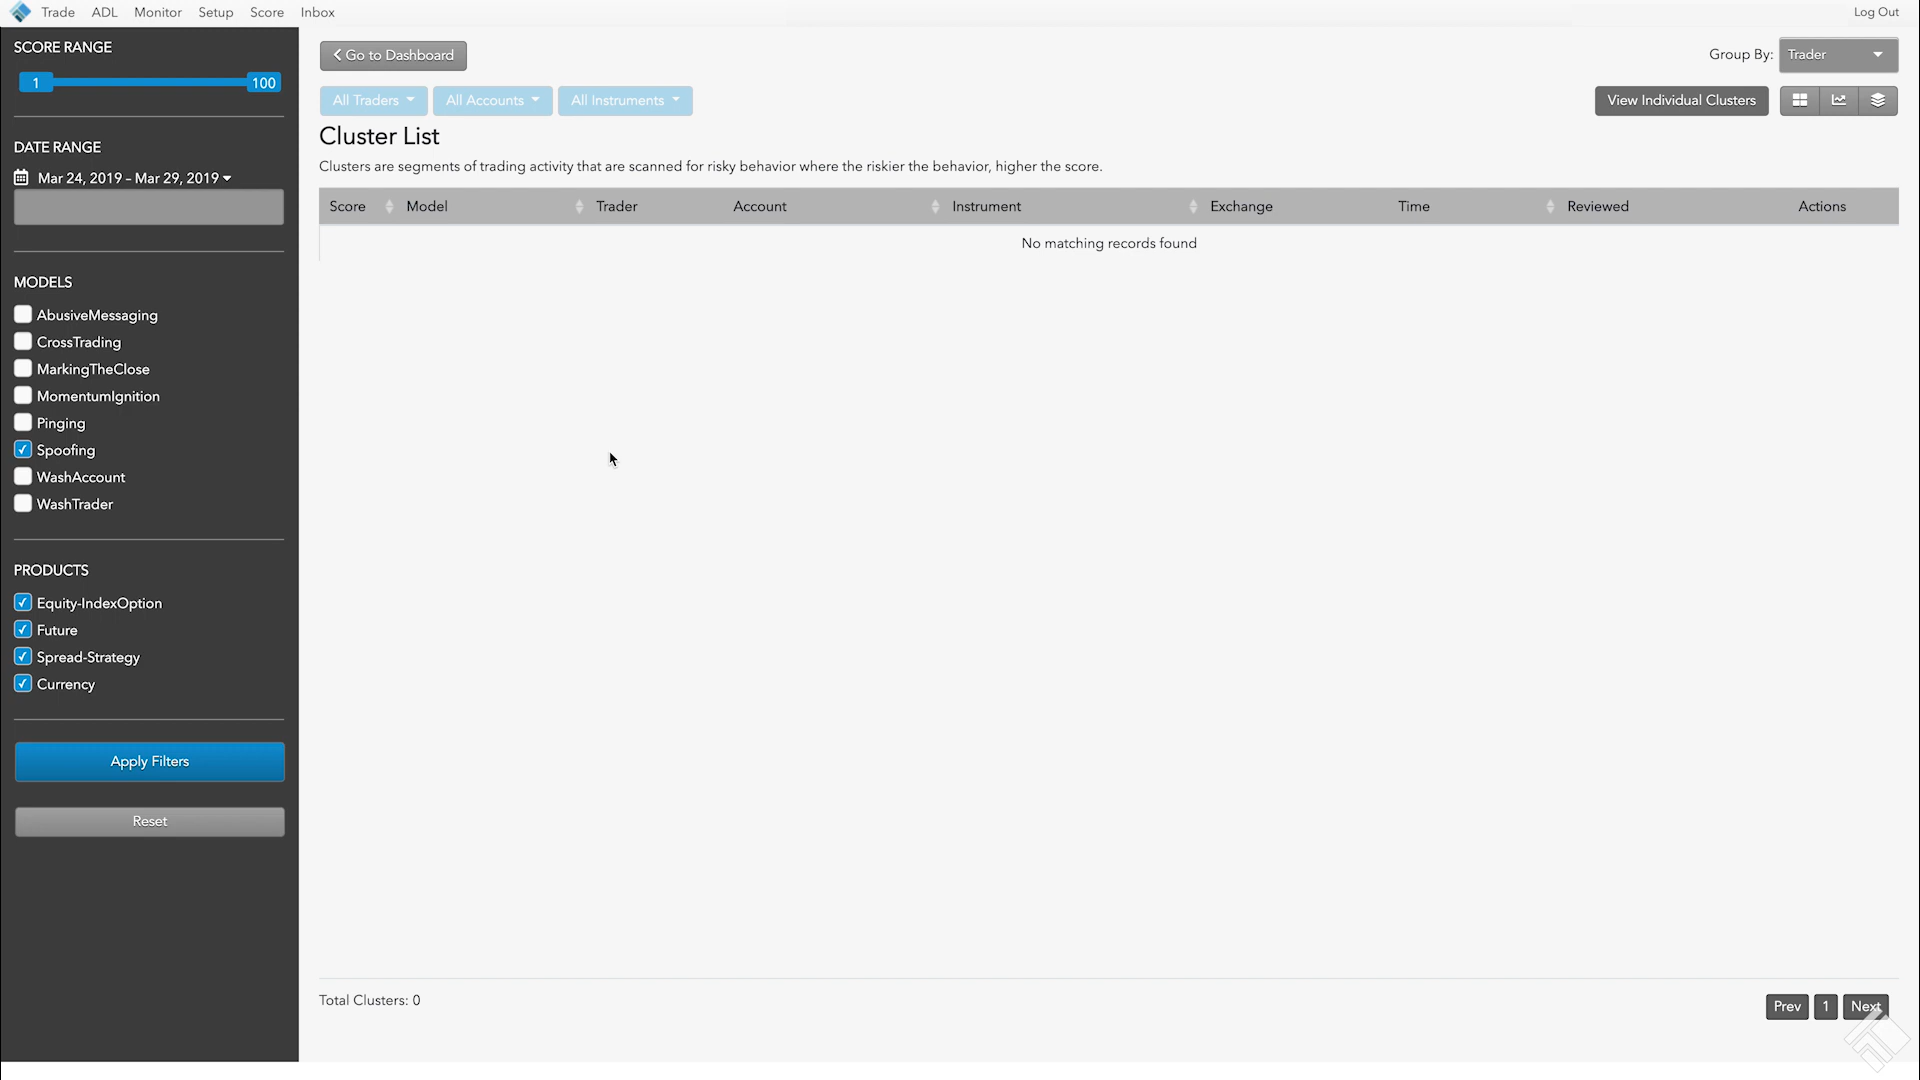 Trade ADL Monitor Setup Score Inbox Log Out
SCORE RANGE
1 100
DATE RANGE
Mar 24, 2019 - Mar 29, 2019
MODELS
AbusiveMessaging
CrossTrading
MarkingTheClose
MomentumIgnition
Pinging
Spoofing
WashAccount
WashTrader
PRODUCTS
Equity-IndexOption
Future
Spread-Strategy
Currency
Apply Filters
Reset
Go to Dashboard Group By: Trader
All Traders All Accounts All Instruments View Individual Clusters
Cluster List
Clusters are segments of trading activity that are scanned for risky behavior where the riskier the behavior, higher the score.
Score Model Trader Account Instrument Exchange Time Reviewed Actions
No matching records found
Total Clusters: 0 Prev 1 Next